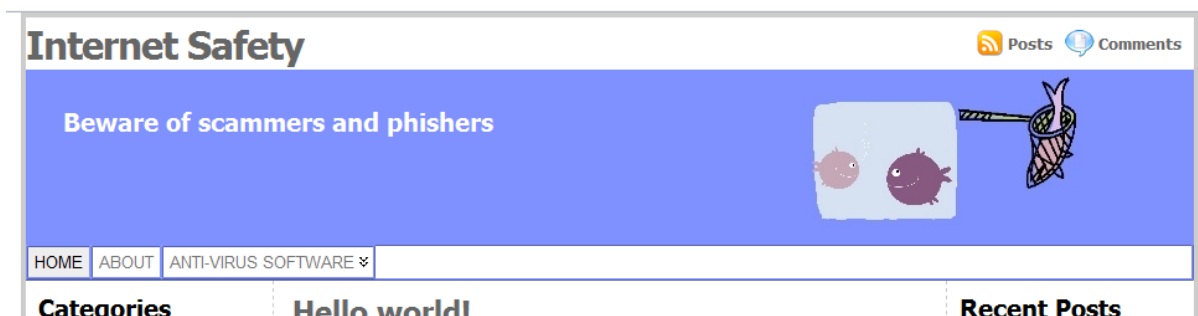 Internet Safety
Posts Comments
Beware of scammers and phishers
HOME ABOUT ANTI-VIRUS SOFTWARE
Categories Hello world! Recent Posts